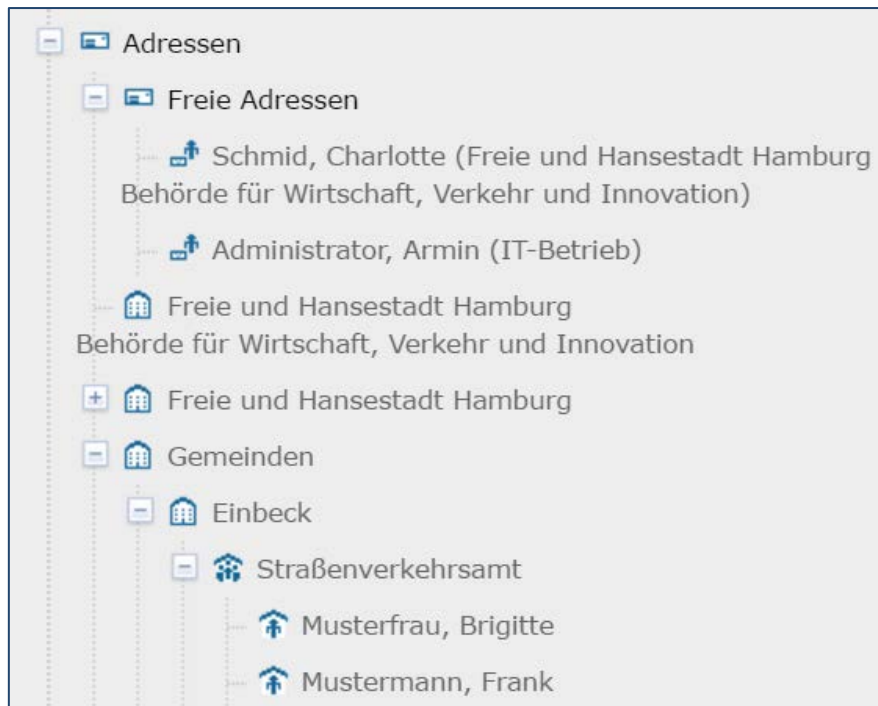 Adressen
Freie Adressen
Schmid, Charlotte (Freie und Hansestadt Hamburg
Behörde für Wirtschaft, Verkehr und Innovation)
Administrator, Armin (IT-Betrieb)
Freie und Hansestadt Hamburg
Behörde für Wirtschaft, Verkehr und Innovation
Freie und Hansestadt Hamburg
Gemeinden
Einbeck
Straßenverkehrsamt
Musterfrau, Brigitte
Mustermann, Frank